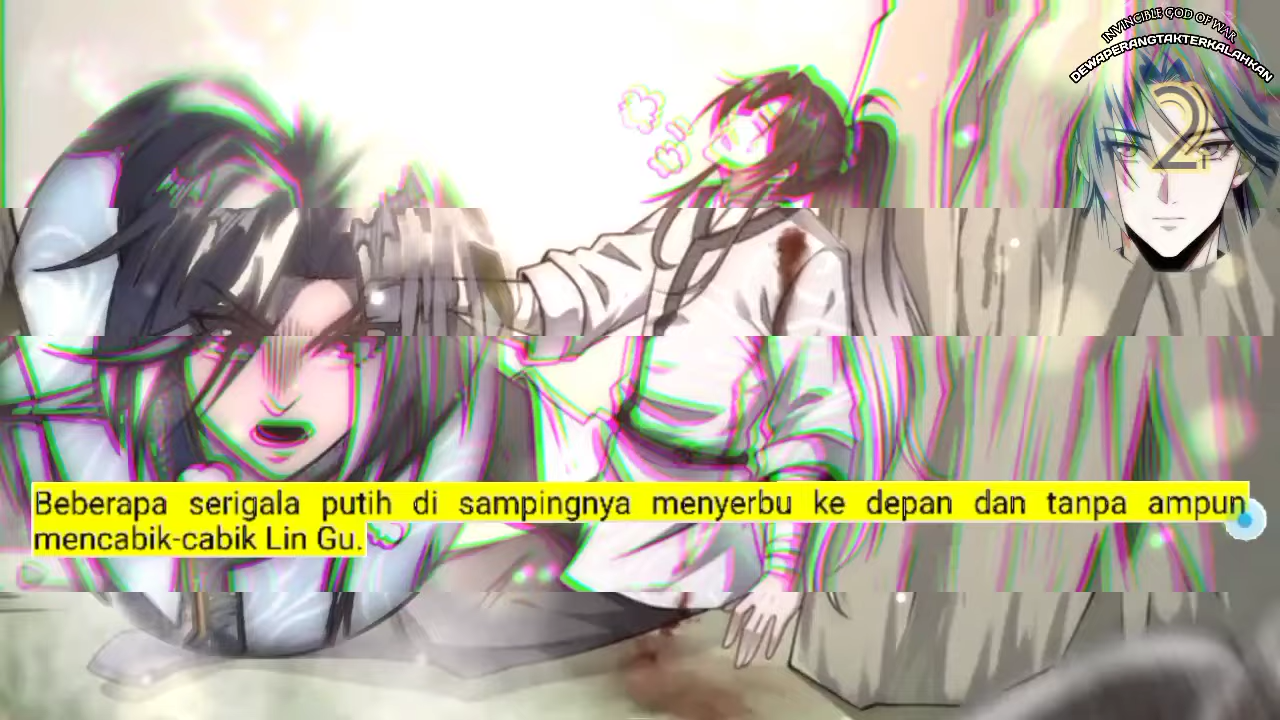 INVINCIBLE GOD OF WAR
DEWAPERANGTAKTERKALAHKAN
2
Beberapa serigala putih di sampingnya menyerbu ke depan dan tanpa ampun
mencabik-cabik Lin Gu.